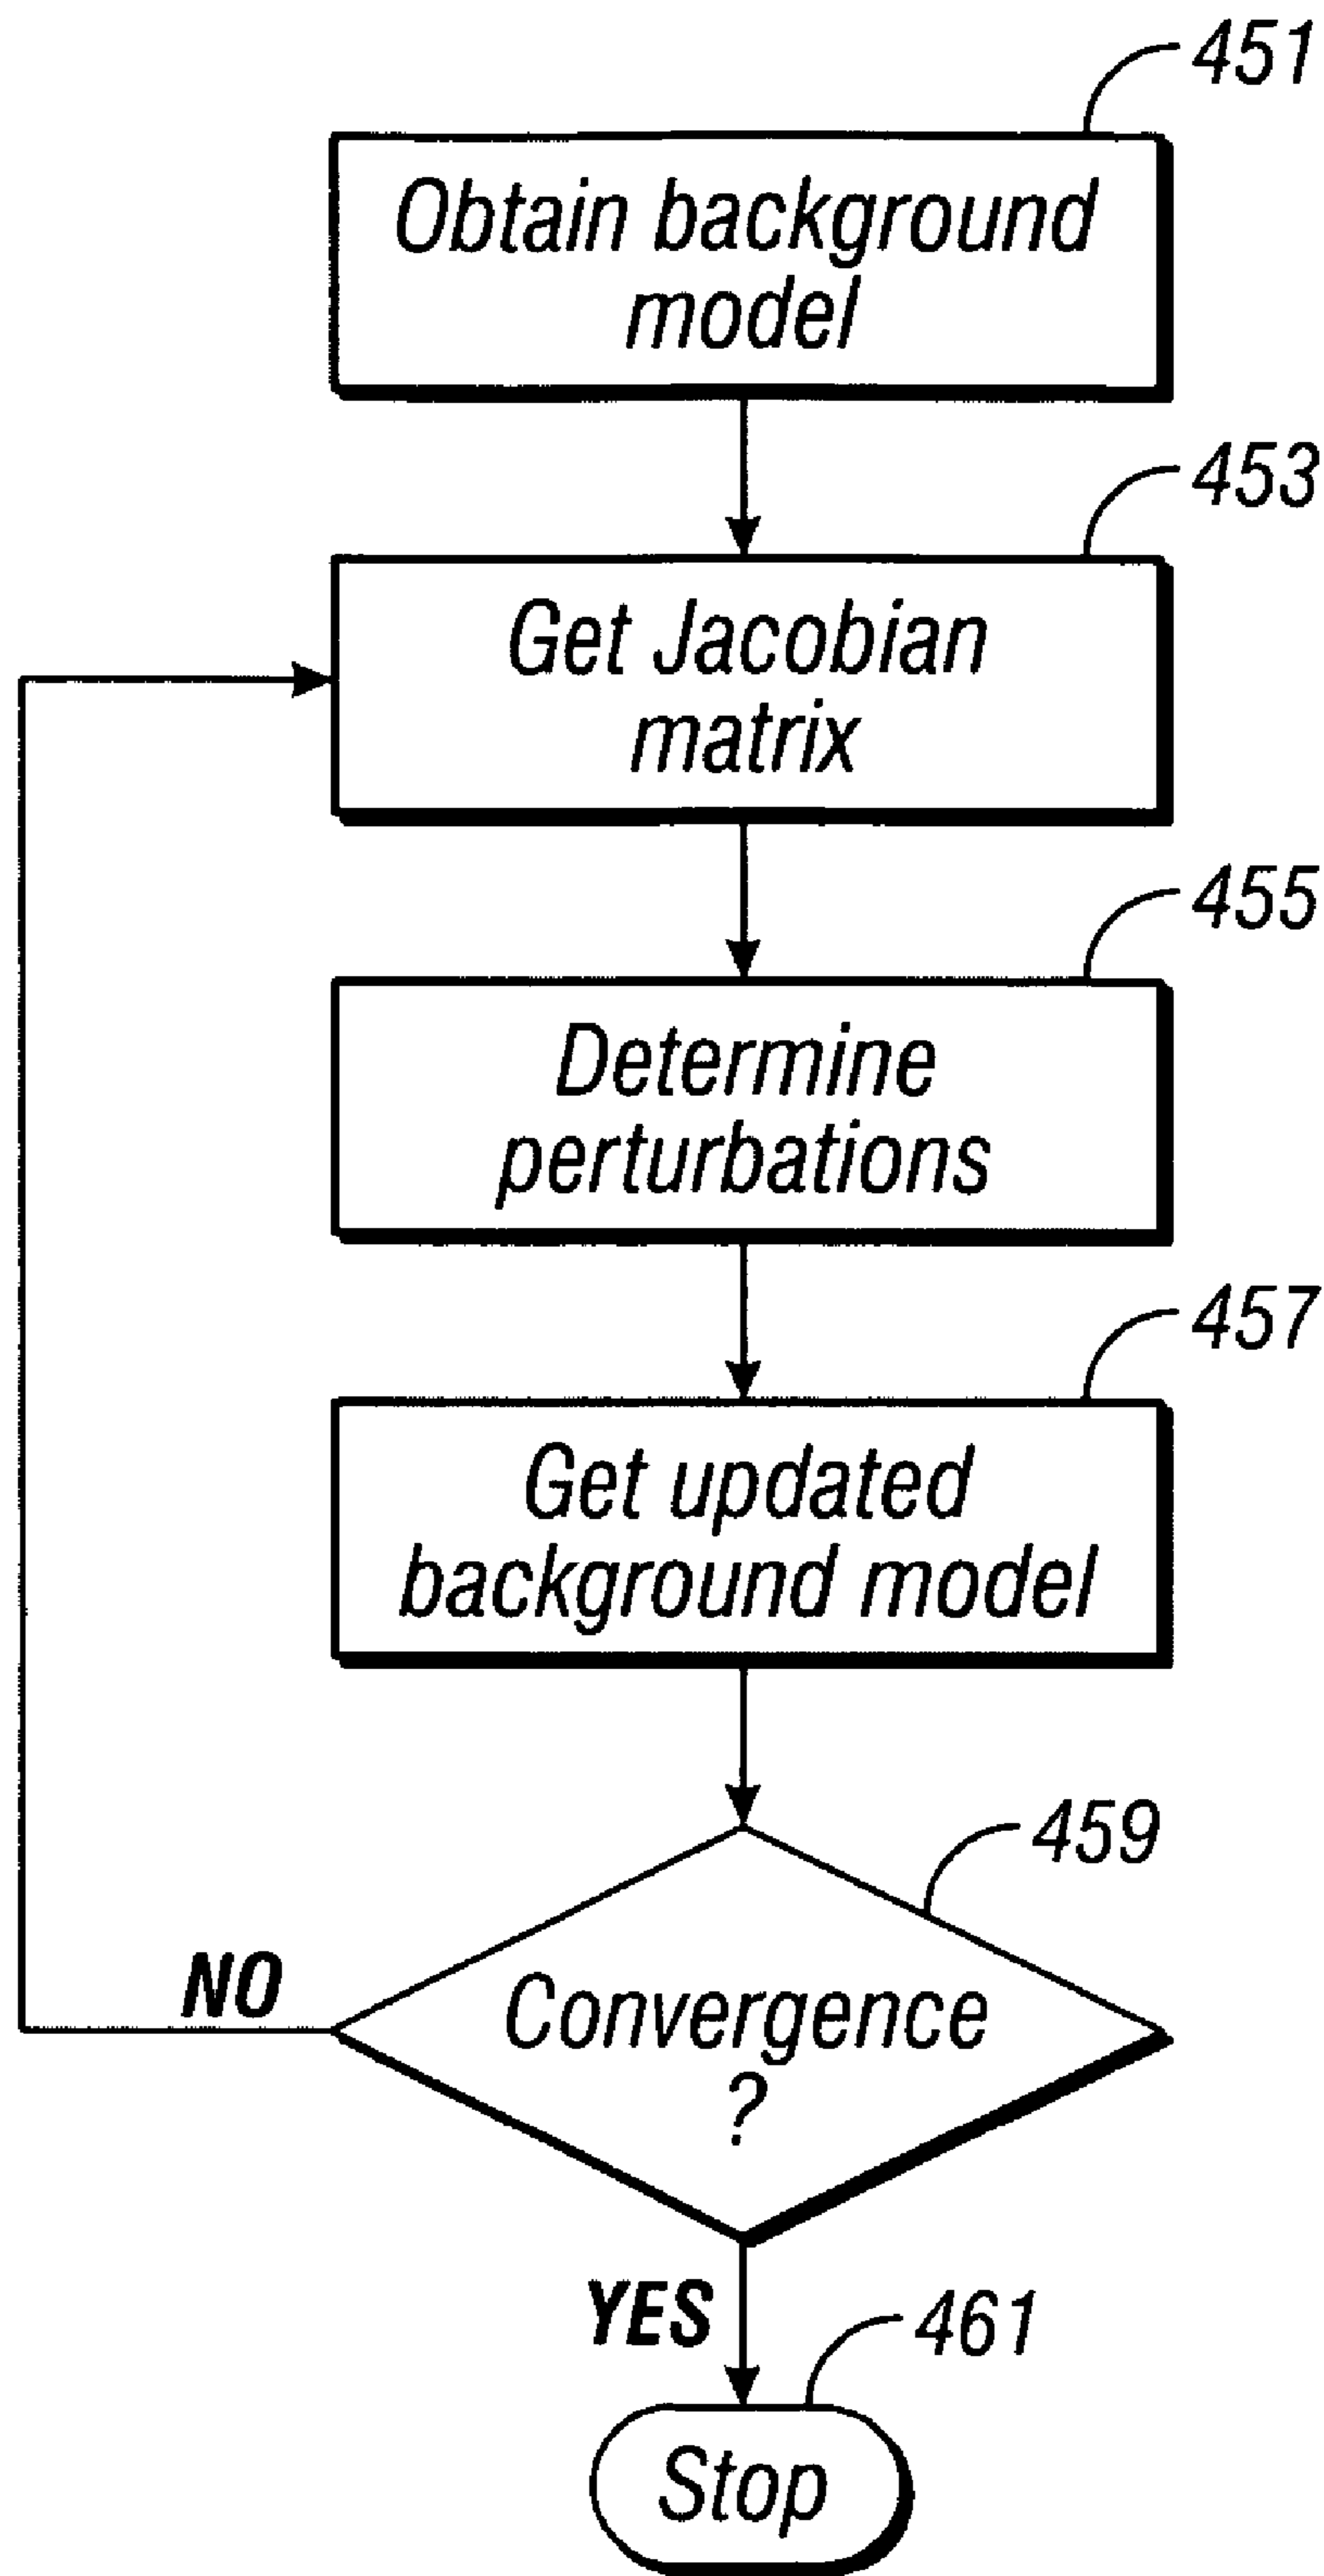 451
Obtain background
model
453
Get Jacobian
matrix
455
Determine
perturbations
457
Get updated
background model
459
Convergence
?
NO
YES
461
Stop